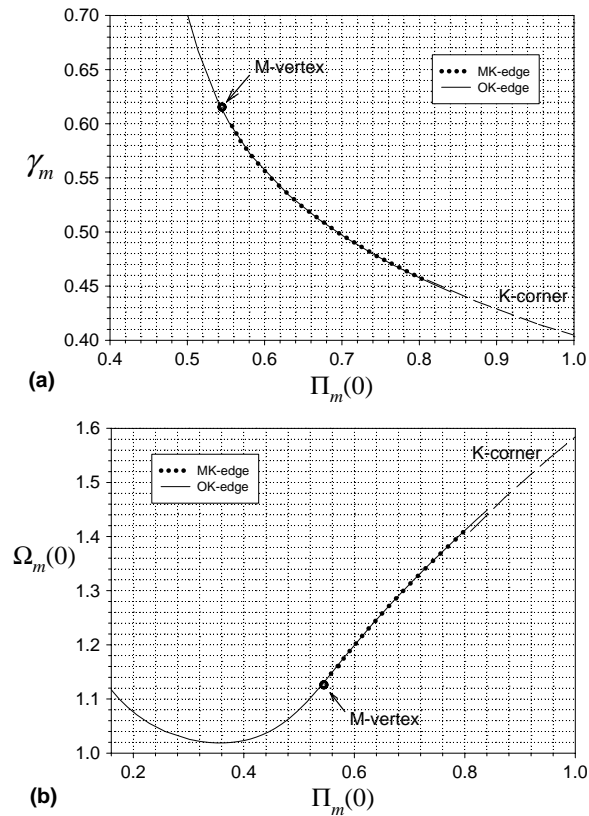 0.70
0.65
0.60
0.55
0.50
0.45
0.40
γm
M-vertex
MK-edge
OK-edge
K-corner
0.4 0.5 0.6 0.7 0.8 0.9 1.0
(a)
Πm(0)
1.6
1.5
1.4
1.3
1.2
1.1
1.0
Ωm(0)
K-corner
MK-edge
OK-edge
M-vertex
0.2 0.4 0.6 0.8 1.0
(b)
Πm(0)